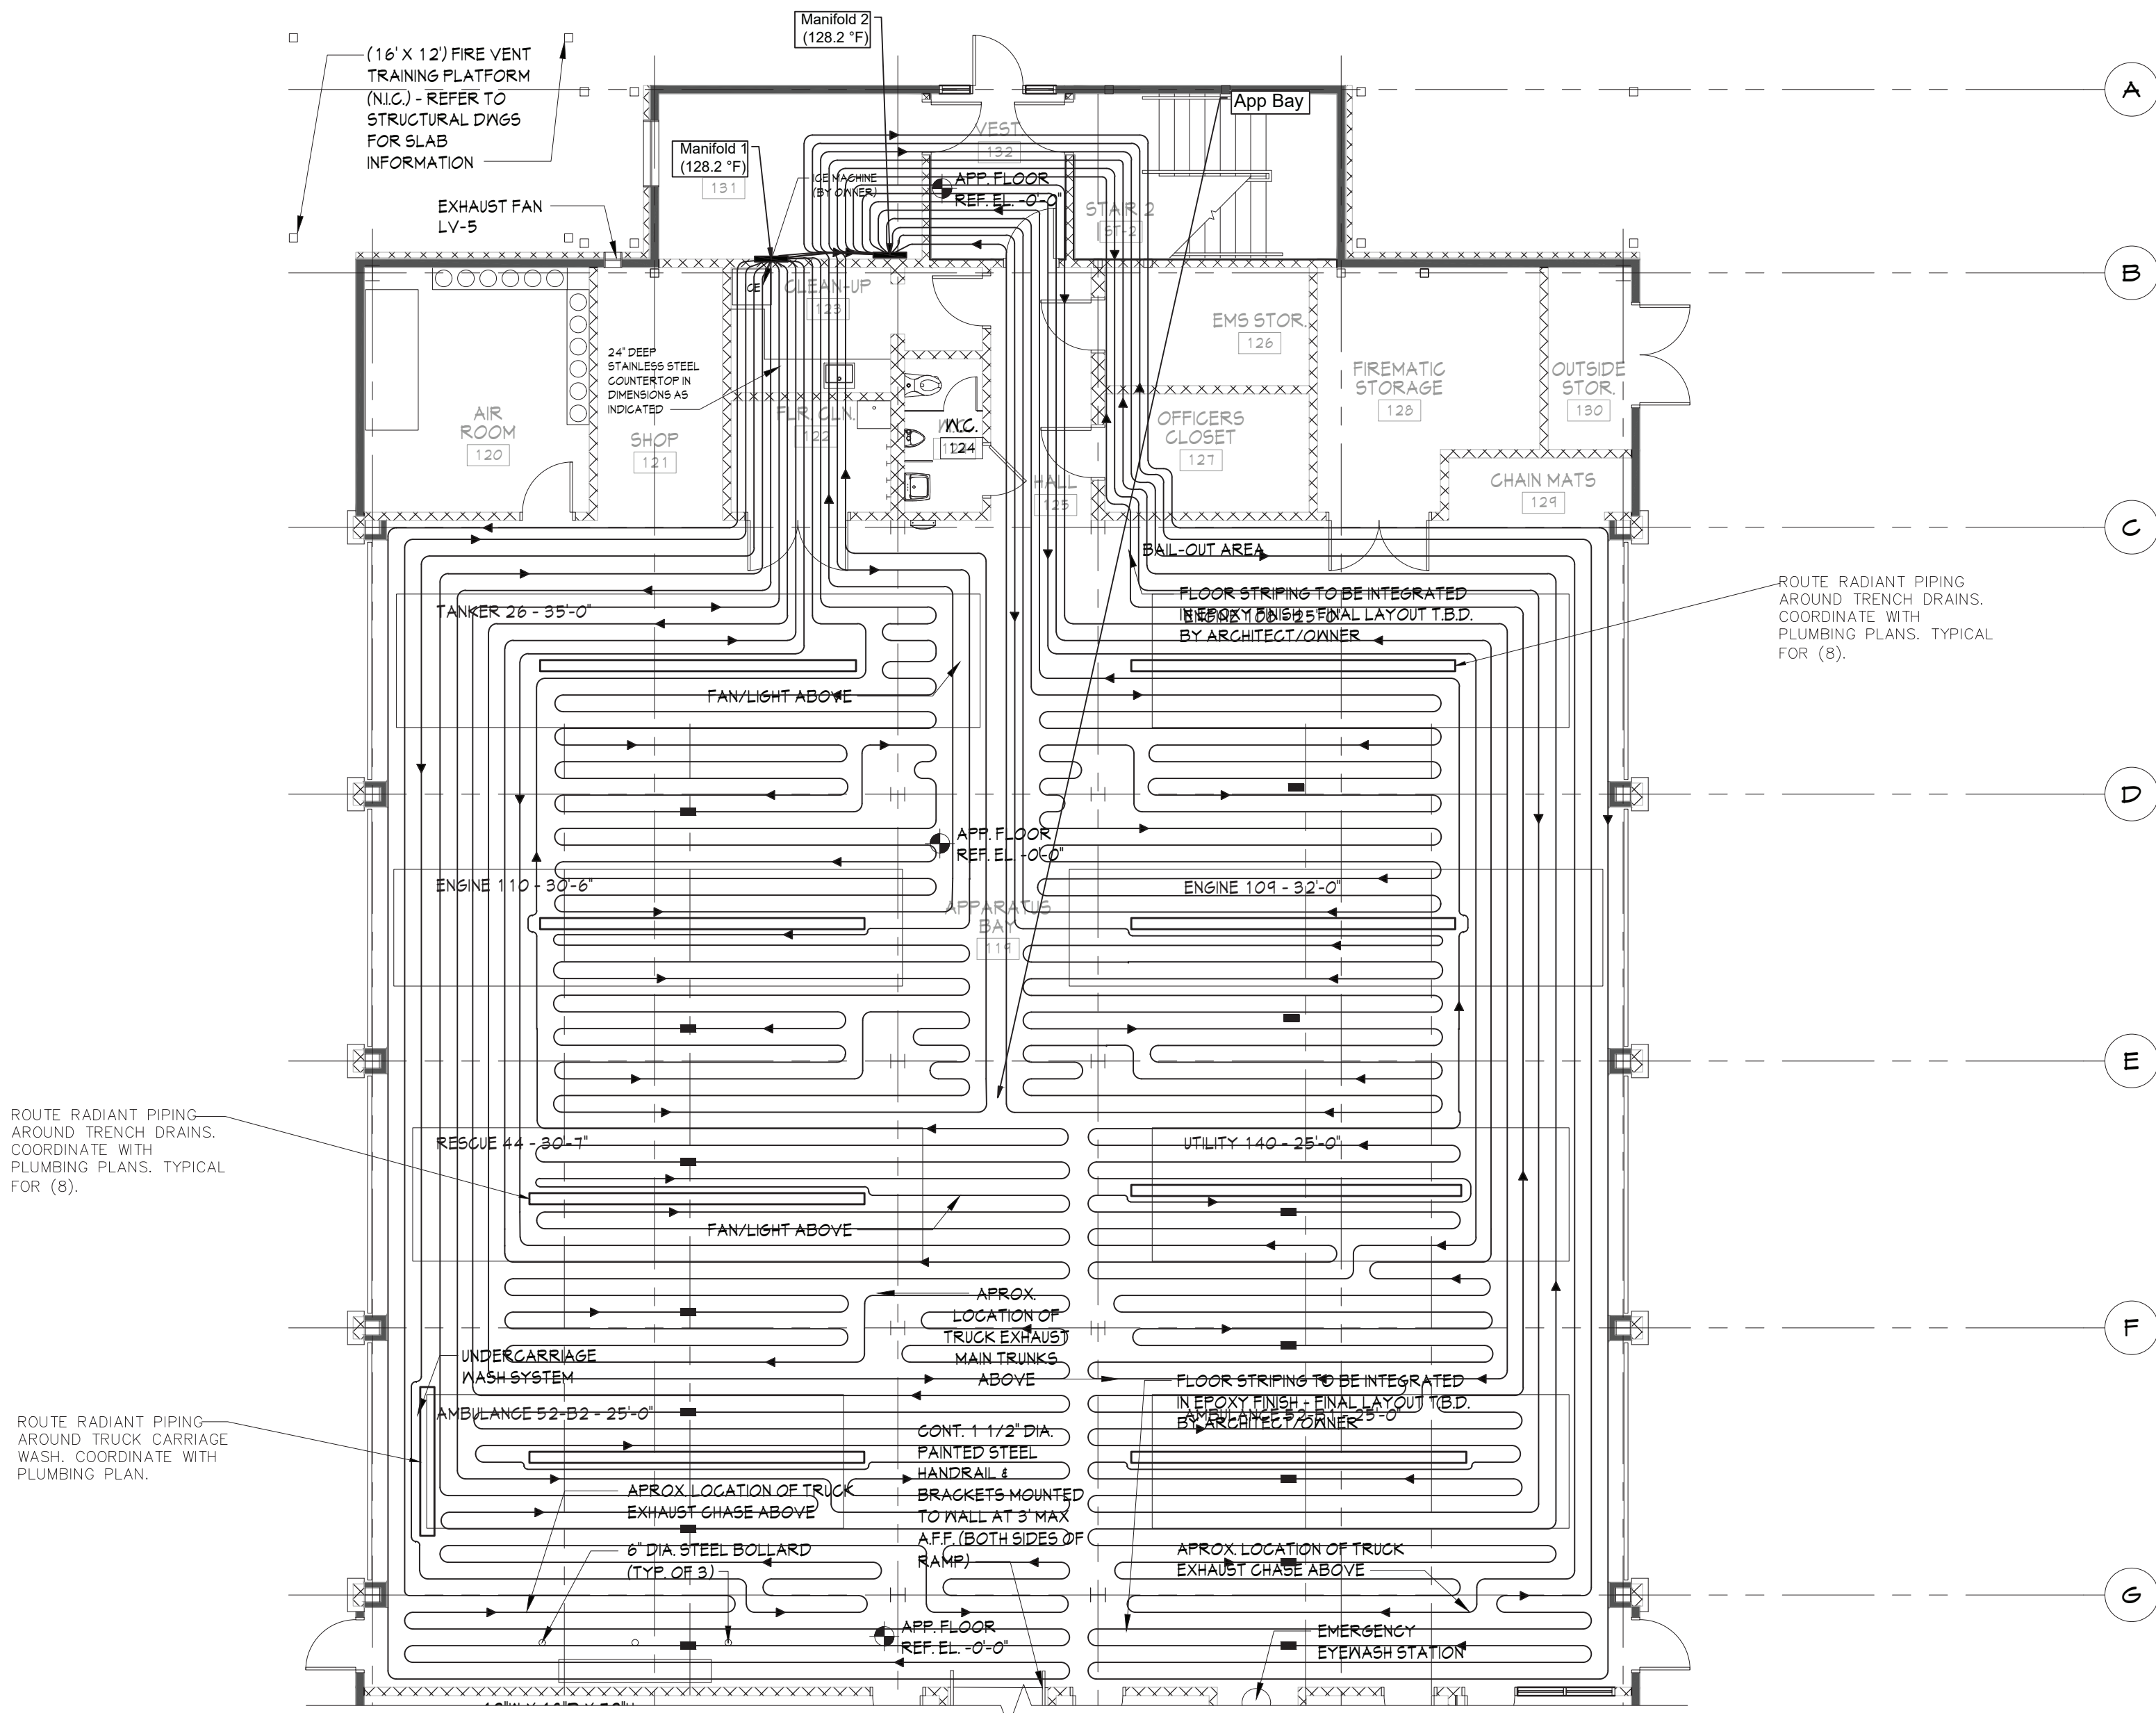 Manifold 2
(128.2 °F)
(16' X 12') FIRE VENT
TRAINING PLATFORM
(N.I.C.) - REFER TO
STRUCTURAL DWGS
FOR SLAB
INFORMATION
A
App Bay
VEST
132
Manifold 1
(128.2 °F)
131
ICE MACHINE
(BY OWNER)
APP. FLOOR
REF. EL. -0'-0"
EXHAUST FAN
LV-5
STAIR 2
ST-2
B
CLEAN-UP
123
EMS STOR.
126
24" DEEP
STAINLESS STEEL
COUNTERTOP IN
DIMENSIONS AS
INDICATED
FIREMATIC
STORAGE
128
OUTSIDE
STOR.
130
AIR
ROOM
120
SHOP
121
FLR. CLN.
122
W.C.
124
OFFICERS
CLOSET
127
HALL
125
CHAIN MATS
129
C
BAIL-OUT AREA
ROUTE RADIANT PIPING
AROUND TRENCH DRAINS.
COORDINATE WITH
PLUMBING PLANS. TYPICAL
FOR (8).
TANKER 26 - 35'-0"
FLOOR STRIPING TO BE INTEGRATED
IN EPOXY FINISH - FINAL LAYOUT T.B.D.
BY ARCHITECT/OWNER
FAN/LIGHT ABOVE
D
APP. FLOOR
REF. EL. -0'-0"
ENGINE 110 - 30'-6"
ENGINE 109 - 32'-0"
APPARATUS
BAY
119
E
ROUTE RADIANT PIPING
AROUND TRENCH DRAINS.
COORDINATE WITH
PLUMBING PLANS. TYPICAL
FOR (8).
RESCUE 44 - 30'-7"
UTILITY 140 - 25'-0"
FAN/LIGHT ABOVE
APROX.
LOCATION OF
TRUCK EXHAUST
MAIN TRUNKS
ABOVE
F
UNDERCARRIAGE
WASH SYSTEM
FLOOR STRIPING TO BE INTEGRATED
IN EPOXY FINISH - FINAL LAYOUT T.B.D.
BY ARCHITECT/OWNER
AMBULANCE 52-B2 - 25'-0"
AMBULANCE 52-B1 - 25'-0"
ROUTE RADIANT PIPING
AROUND TRUCK CARRIAGE
WASH. COORDINATE WITH
PLUMBING PLAN.
CONT. 1 1/2" DIA.
PAINTED STEEL
HANDRAIL &
BRACKETS MOUNTED
TO WALL AT 3' MAX
A.F.F. (BOTH SIDES OF
RAMP)
APROX. LOCATION OF TRUCK
EXHAUST CHASE ABOVE
6" DIA. STEEL BOLLARD
(TYP. OF 3)
APROX. LOCATION OF TRUCK
EXHAUST CHASE ABOVE
G
APP. FLOOR
REF. EL. -0'-0"
EMERGENCY
EYEWASH STATION